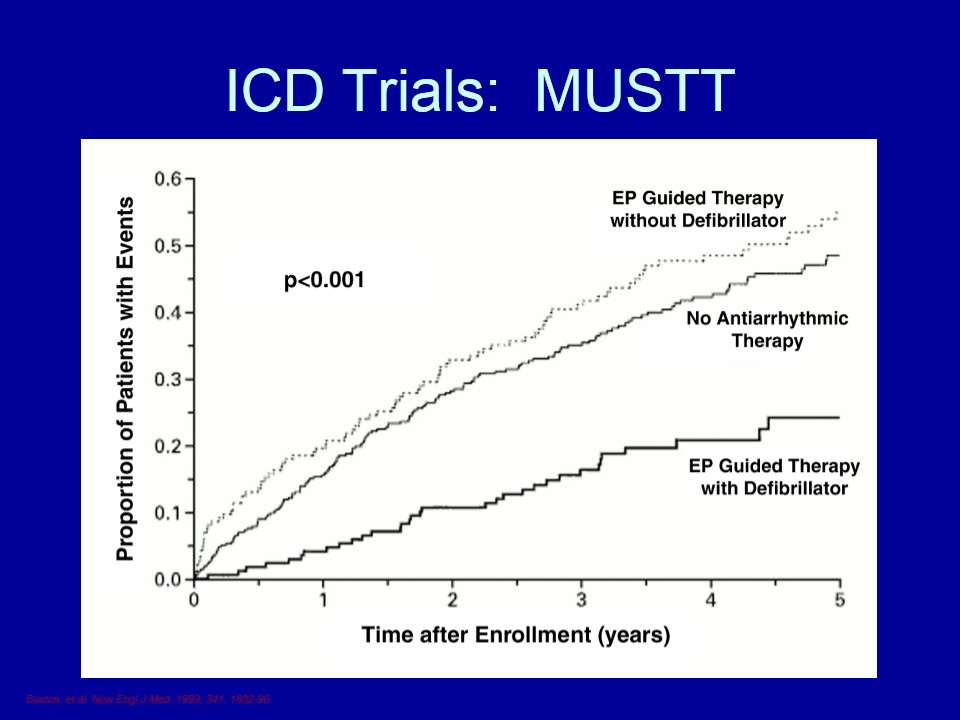 ICD Trials: MUSTT
Proportion of Patients with Events
0.6
0.5
0.4
0.3
0.2
0.1
0.0
p<0.001
EP Guided Therapy
without Defibrillator
No Antiarrhythmic
Therapy
EP Guided Therapy
with Defibrillator
0 1 2 3 4 5
Time after Enrollment (years)
Buxton, et al. New Engl J Med. 1999; 341: 1882-90.